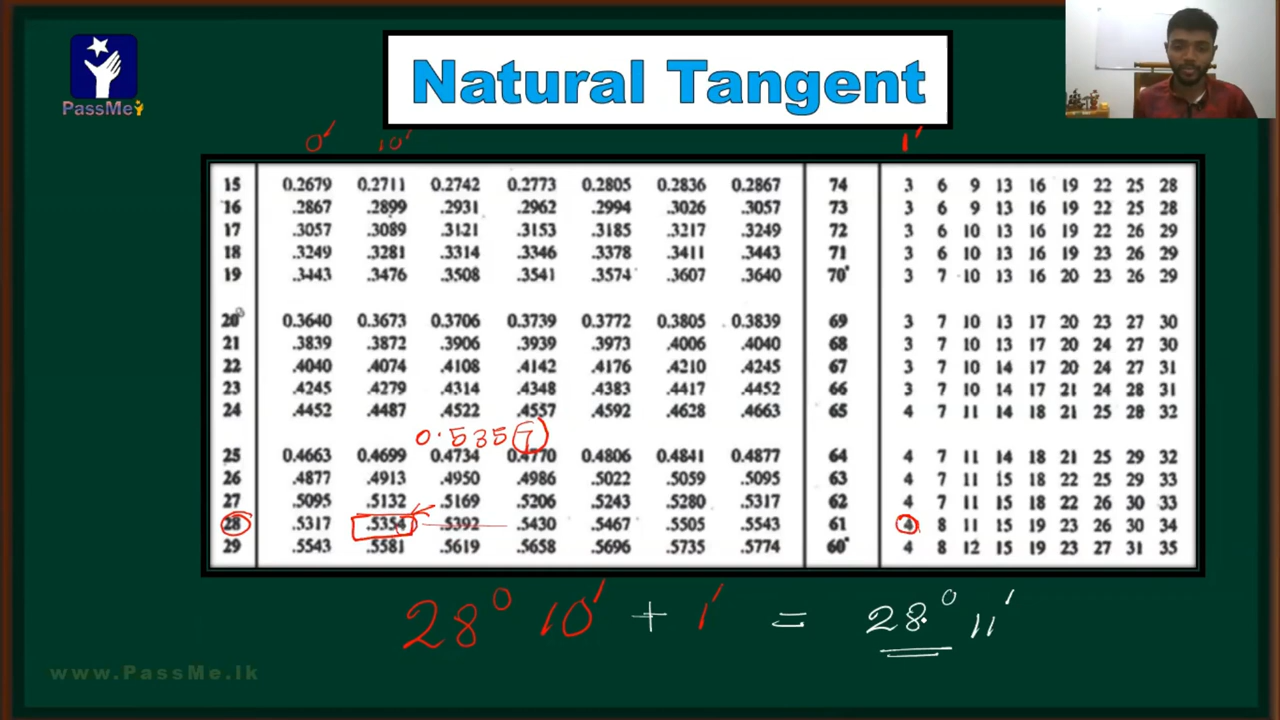 PassMe
Natural Tangent
0′ 10′ 1′
15 0.2679 0.2711 0.2742 0.2773 0.2805 0.2836 0.2867 74 3 6 9 13 16 19 22 25 28
16 .2867 .2899 .2931 .2962 .2994 .3026 .3057 73 3 6 9 13 16 19 22 25 28
17 .3057 .3089 .3121 .3153 .3185 .3217 .3249 72 3 6 10 13 16 19 22 26 29
18 .3249 .3281 .3314 .3346 .3378 .3411 .3443 71 3 6 10 13 16 19 23 26 29
19 .3443 .3476 .3508 .3541 .3574 .3607 .3640 70° 3 7 10 13 16 20 23 26 29
20° 0.3640 0.3673 0.3706 0.3739 0.3772 0.3805 0.3839 69 3 7 10 13 17 20 23 27 30
21 .3839 .3872 .3906 .3939 .3973 .4006 .4040 68 3 7 10 13 17 20 24 27 30
22 .4040 .4074 .4108 .4142 .4176 .4210 .4245 67 3 7 10 14 17 20 24 27 31
23 .4245 .4279 .4314 .4348 .4383 .4417 .4452 66 3 7 10 14 17 21 24 28 31
24 .4452 .4487 .4522 .4557 .4592 .4628 .4663 65 4 7 11 14 18 21 25 28 32
0.5357
25 0.4663 0.4699 0.4734 0.4770 0.4806 0.4841 0.4877 64 4 7 11 14 18 21 25 29 32
26 .4877 .4913 .4950 .4986 .5022 .5059 .5095 63 4 7 11 15 18 22 25 29 33
27 .5095 .5132 .5169 .5206 .5243 .5280 .5317 62 4 7 11 15 18 22 26 30 33
28 .5317 .5354 .5392 .5430 .5467 .5505 .5543 61 4 8 11 15 19 23 26 30 34
29 .5543 .5581 .5619 .5658 .5696 .5735 .5774 60° 4 8 12 15 19 23 27 31 35
28° 10′ + 1′ = 28° 11′
www.PassMe.lk